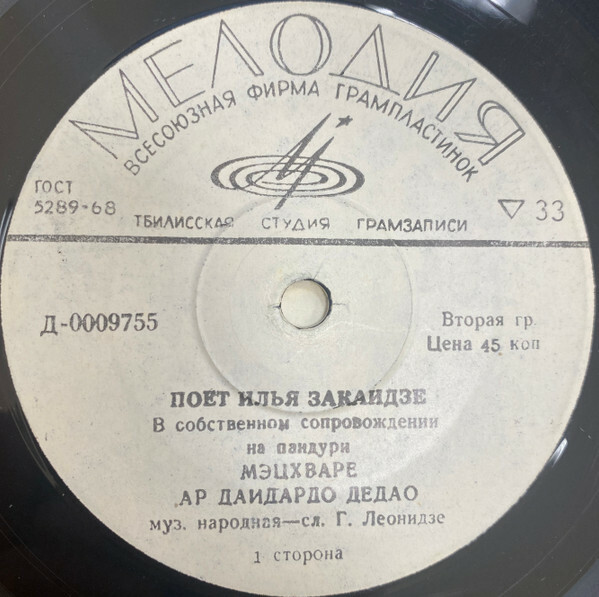 МЕЛОДИЯ
ВСЕСОЮЗНАЯ ФИРМА ГРАМПЛАСТИНОК
ГОСТ
5289-68
ТБИЛИССКАЯ СТУДИЯ ГРАМЗАПИСИ
▽ 33
Д-0009755
Вторая гр.
Цена 45 коп
ПОЕТ ИЛЬЯ ЗАКАИДЗЕ
В собственном сопровождении
на пандури
МЭЦХВАРЕ
АР ДАИДАРДО ДЕДАО
муз. народная—сл. Г. Леонидзе
1 сторона